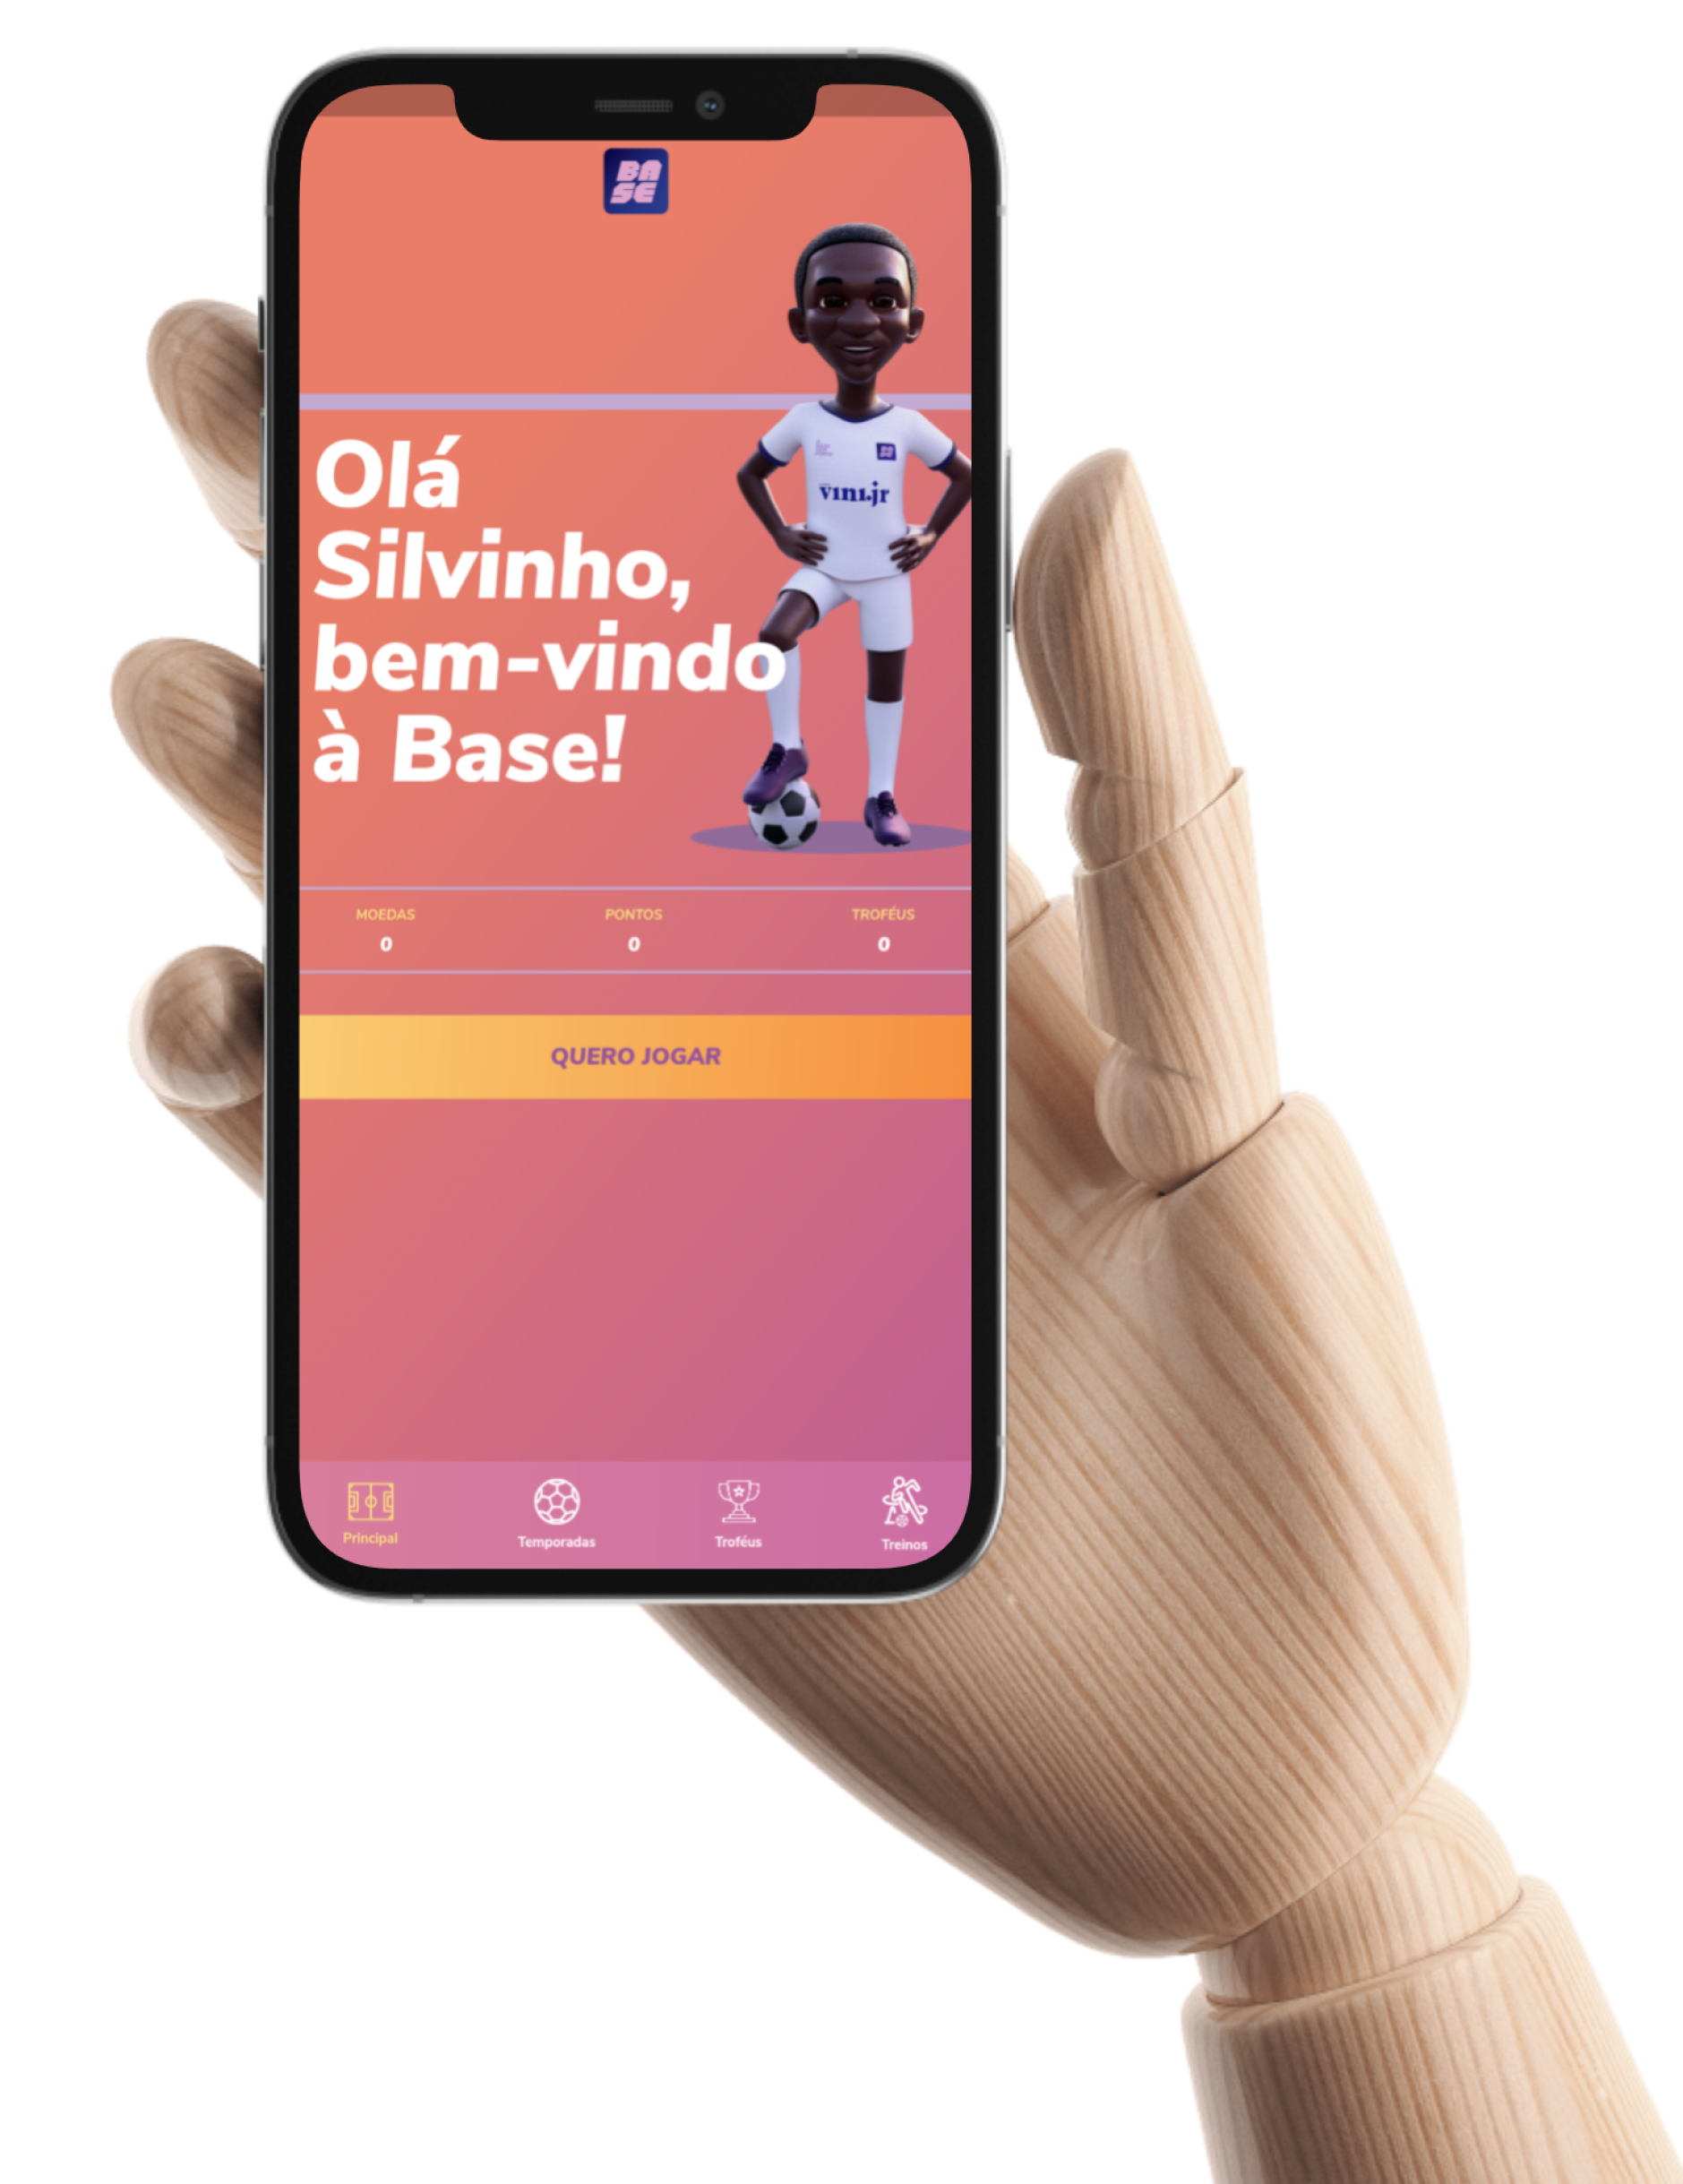 BA
SE
vini.jr
Olá
Silvinho,
bem-vindo
à Base!
MOEDAS
PONTOS
TROFÉUS
0
0
0
QUERO JOGAR
Principal
Temporadas
Troféus
Treinos